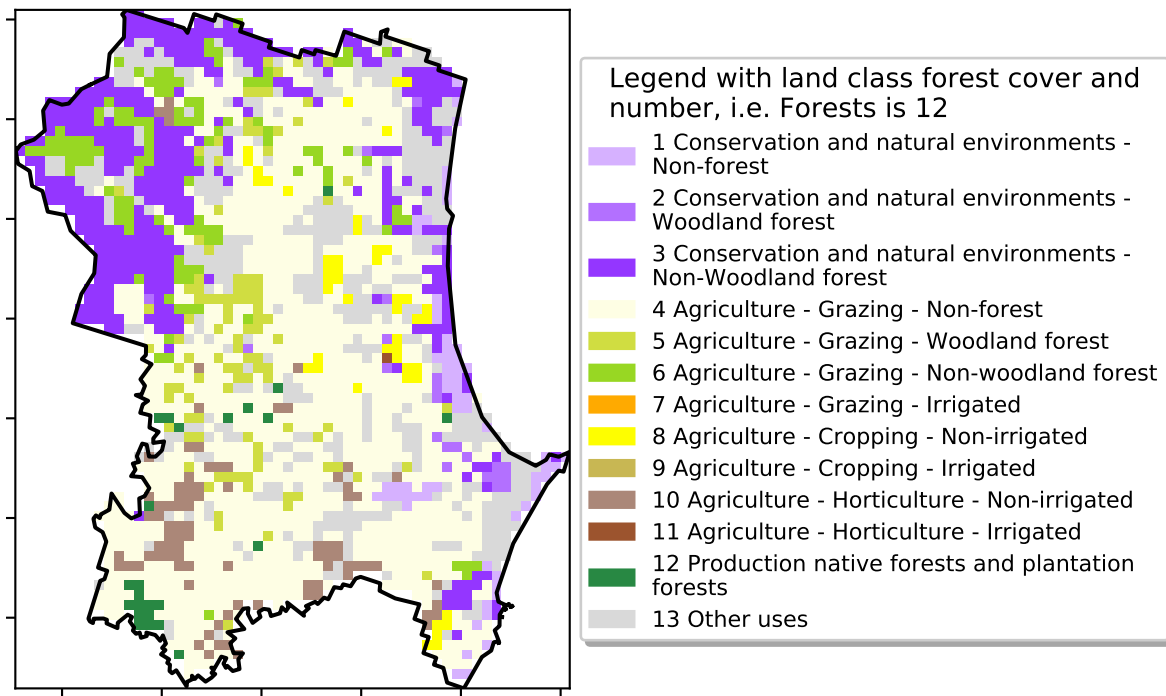 Legend with land class forest cover and
number, i.e. Forests is 12
1 Conservation and natural environments -
Non-forest
2 Conservation and natural environments -
Woodland forest
3 Conservation and natural environments -
Non-Woodland forest
4 Agriculture - Grazing - Non-forest
5 Agriculture - Grazing - Woodland forest
6 Agriculture - Grazing - Non-woodland forest
7 Agriculture - Grazing - Irrigated
8 Agriculture - Cropping - Non-irrigated
9 Agriculture - Cropping - Irrigated
10 Agriculture - Horticulture - Non-irrigated
11 Agriculture - Horticulture - Irrigated
12 Production native forests and plantation
forests
13 Other uses